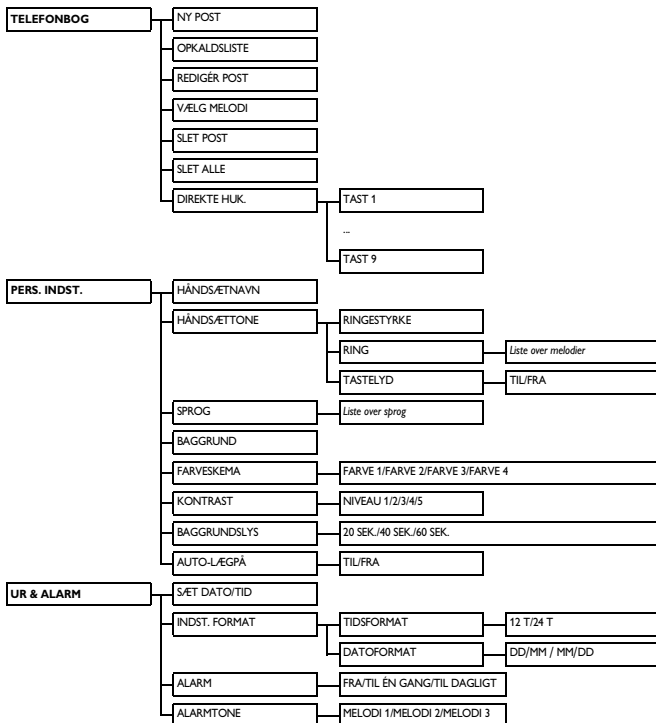 TELEFONBOG NY POST
OPKALDSLISTE
REDIGÉR POST
VÆLG MELODI
SLET POST
SLET ALLE
DIREKTE HUK. TAST 1
...
TAST 9
PERS. INDST. HÅNDSÆTNAVN
HÅNDSÆTTONE RINGESTYRKE
RING Liste over melodier
TASTELYD TIL/FRA
SPROG Liste over sprog
BAGGRUND
FARVESKEMA FARVE 1/FARVE 2/FARVE 3/FARVE 4
KONTRAST NIVEAU 1/2/3/4/5
BAGGRUNDSLYS 20 SEK./40 SEK./60 SEK.
AUTO-LÆGPÅ TIL/FRA
UR & ALARM SÆT DATO/TID
INDST. FORMAT TIDSFORMAT 12 T/24 T
DATOFORMAT DD/MM / MM/DD
ALARM FRA/TIL ÉN GANG/TIL DAGLIGT
ALARMTONE MELODI 1/MELODI 2/MELODI 3